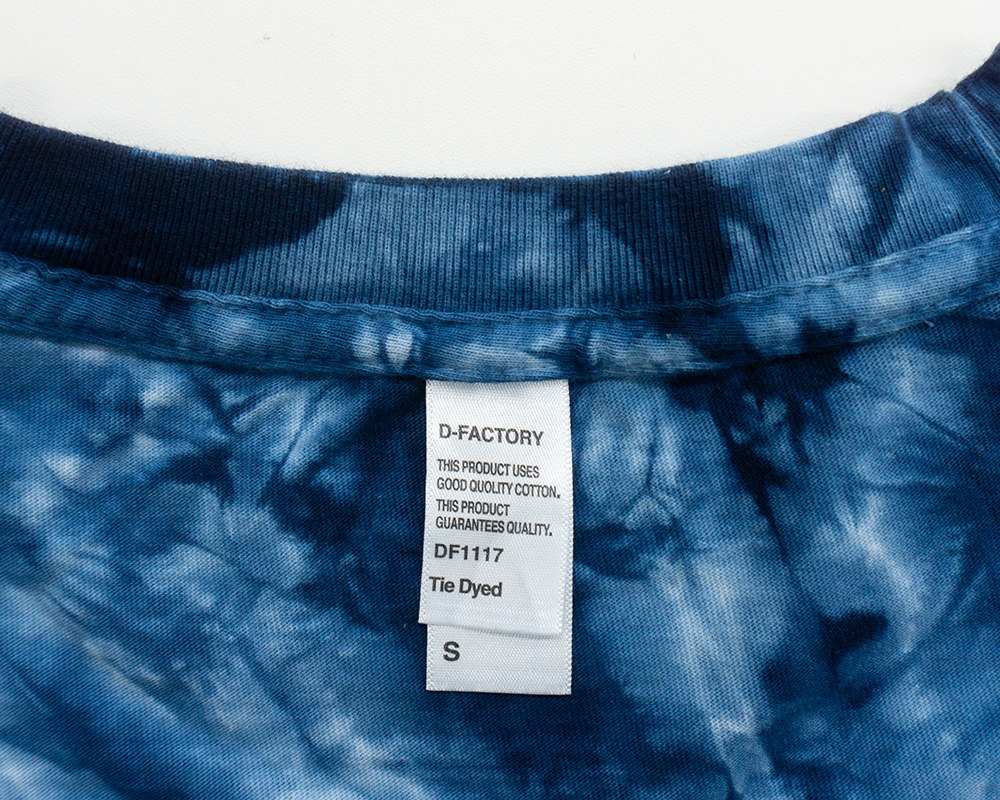 D-FACTORY
THIS PRODUCT USES
GOOD QUOLITY COTTON.
THIS PRODUCT
GUARANTEES QUALITY.
DF1117
Tie Dyed
S